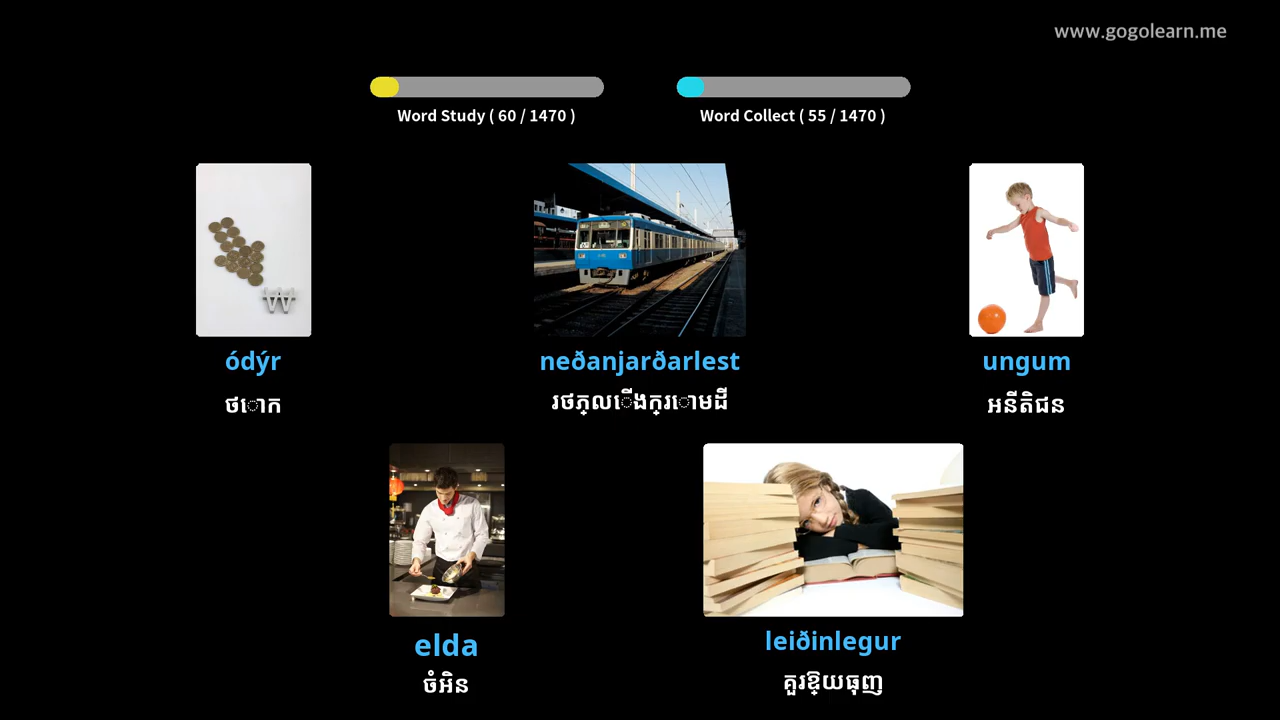 www.gogolearn.me
Word Study ( 60 / 1470 )
Word Collect ( 55 / 1470 )
ódýr
ថោក
neðanjarðarlest
រថភ្លើងក្រោមដី
ungum
អនីតិជន
elda
ចំអិន
leiðinlegur
គួរឱ្យធុញ